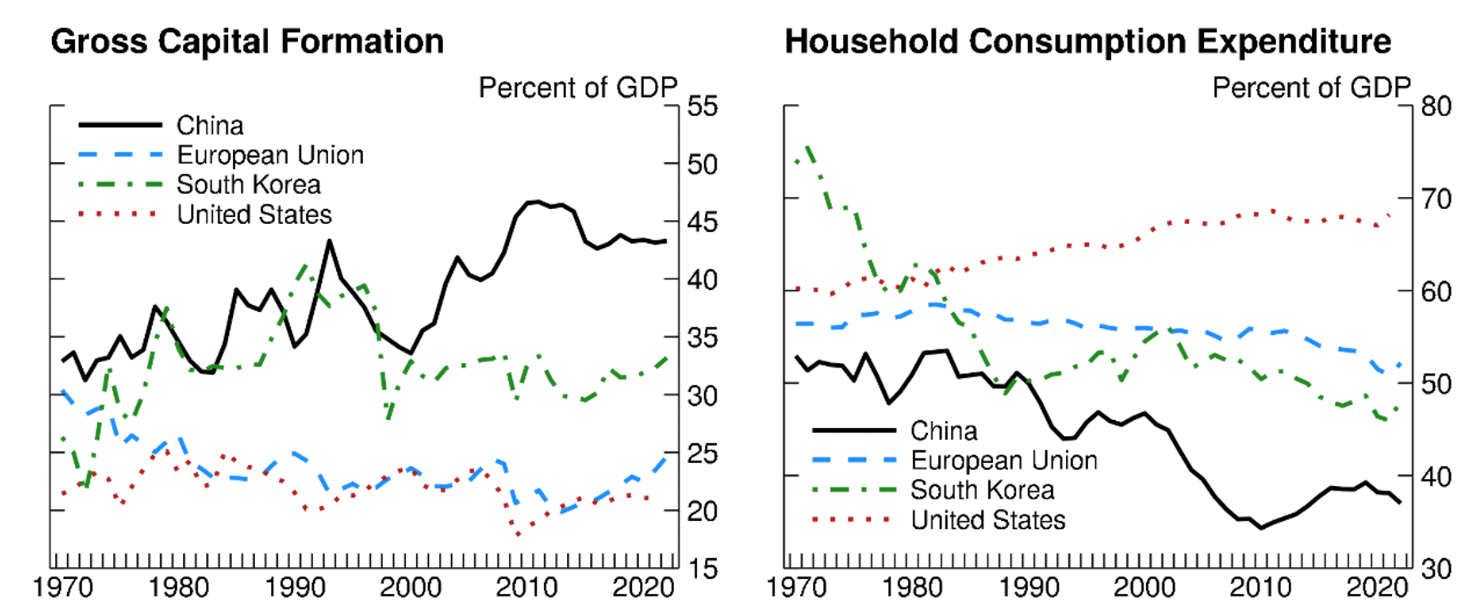 Gross Capital Formation
Percent of GDP
China
European Union
South Korea
United States
55
50
45
40
35
30
25
20
15
1970 1980 1990 2000 2010 2020
Household Consumption Expenditure
Percent of GDP
80
70
60
50
40
30
China
European Union
South Korea
United States
1970 1980 1990 2000 2010 2020